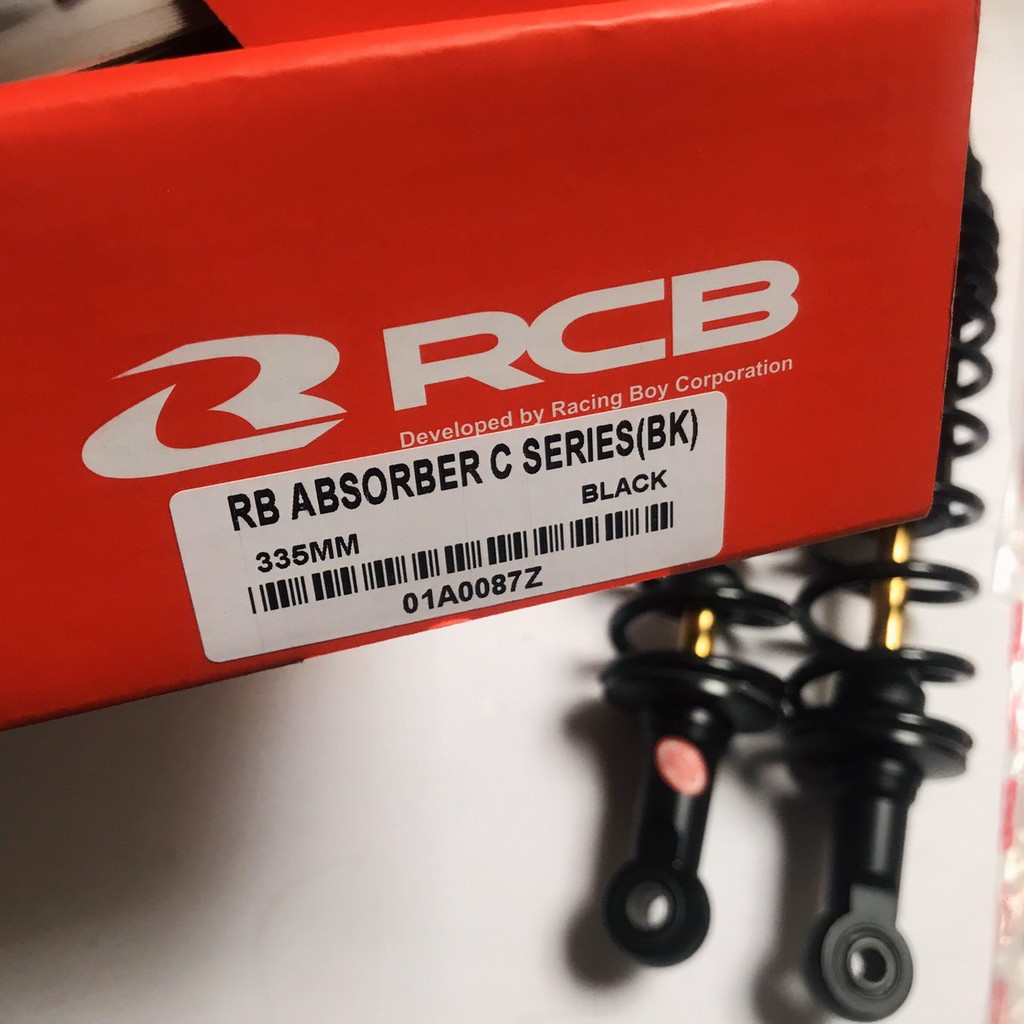 RCB
Developed by Racing Boy Corporation
RB ABSORBER C SERIES(BK)
335MM BLACK
01A0087Z